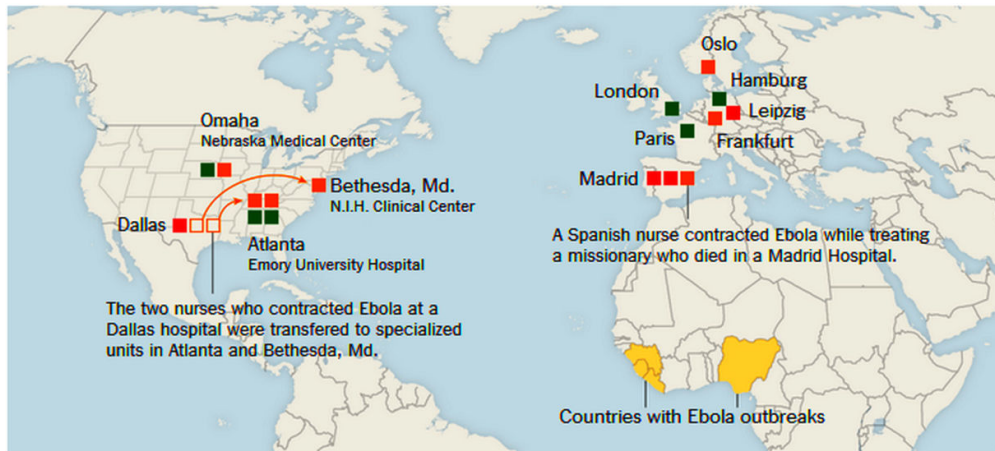 Omaha
Nebraska Medical Center
Bethesda, Md.
N.I.H. Clinical Center
Dallas
Atlanta
Emory University Hospital
The two nurses who contracted Ebola at a
Dallas hospital were transfered to specialized
units in Atlanta and Bethesda, Md.
Oslo
Hamburg
London
Leipzig
Paris
Frankfurt
Madrid
A Spanish nurse contracted Ebola while treating
a missionary who died in a Madrid Hospital.
Countries with Ebola outbreaks